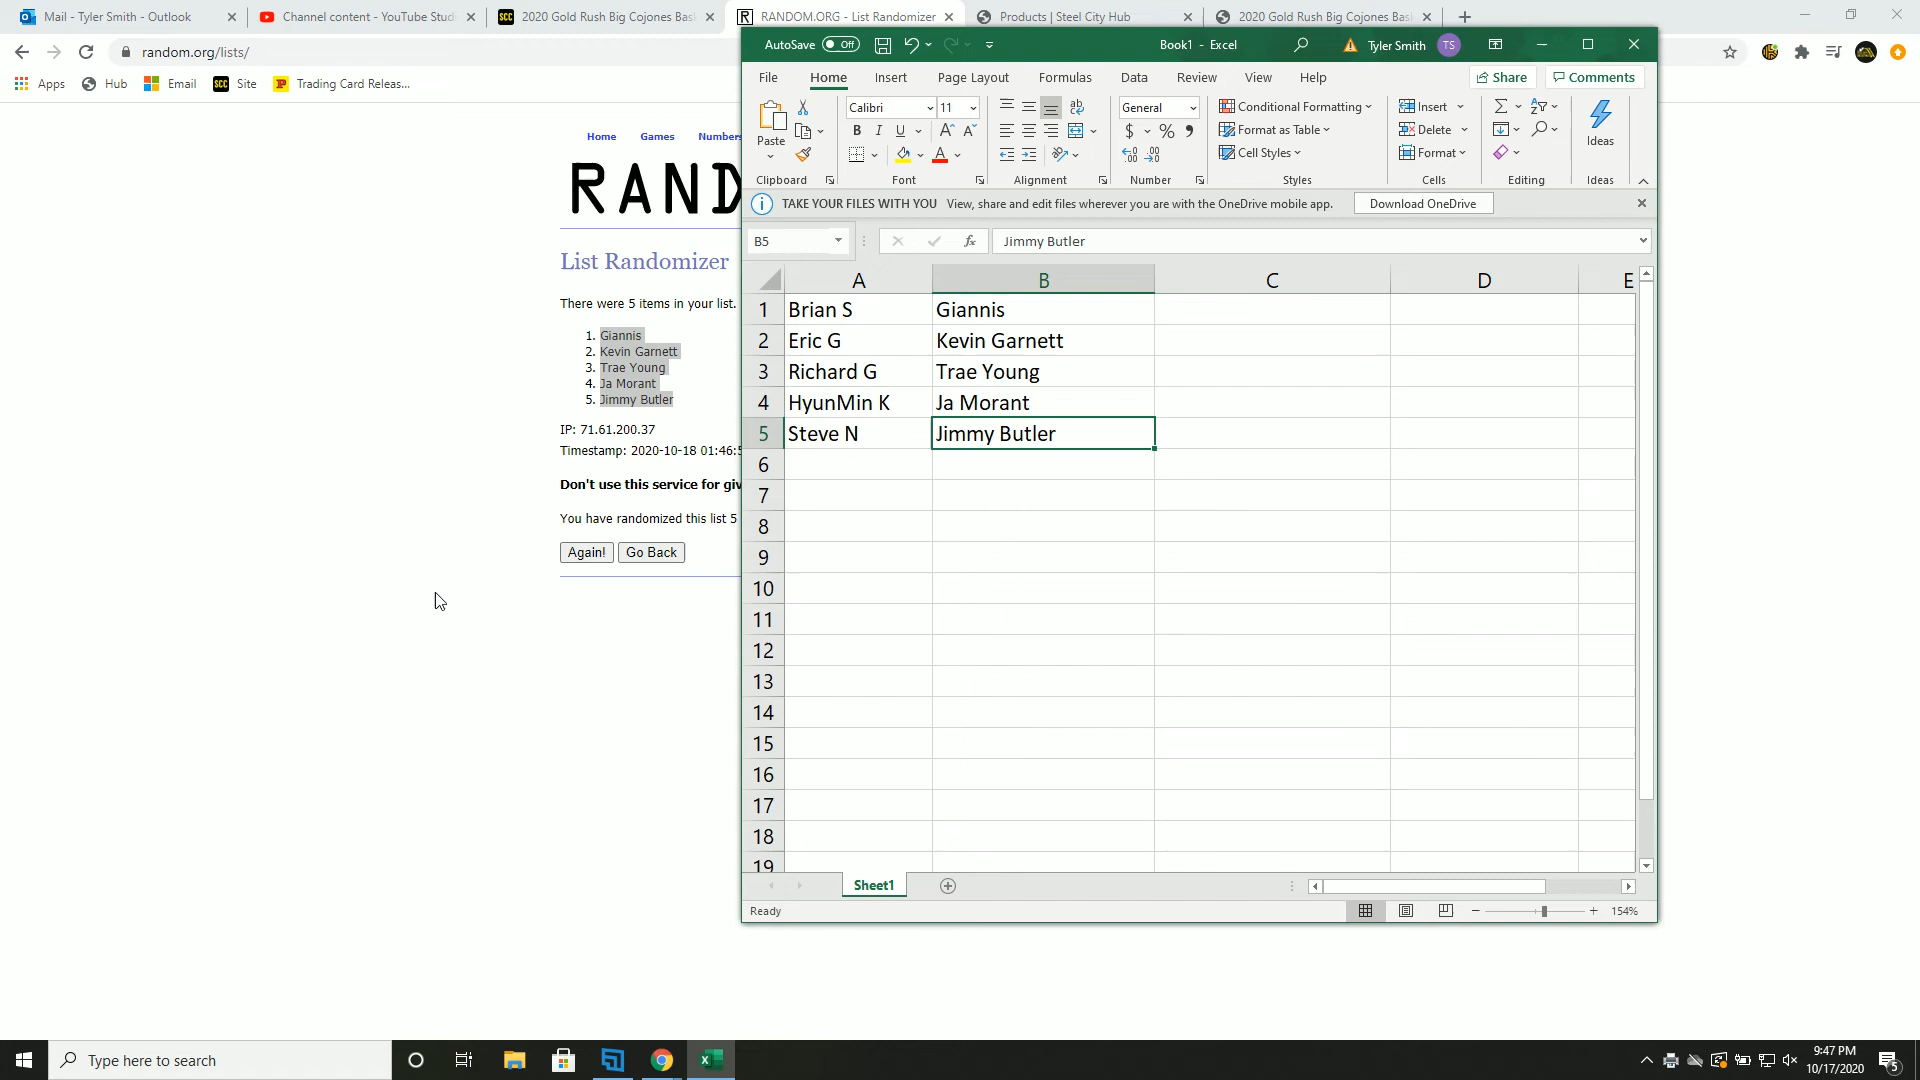 Mail - Tyler Smith - Outlook
Channel content - YouTube Stud
SCC 2020 Gold Rush Big Cojones Bas
R RANDOM.ORG - List Randomizer
Products | Steel City Hub
2020 Gold Rush Big Cojones Bas
random.org/lists/
Apps Hub Email SCC Site Trading Card Releas...
Home Games Numbers
RAND
List Randomizer
There were 5 items in your list.
1. Giannis
2. Kevin Garnett
3. Trae Young
4. Ja Morant
5. Jimmy Butler
IP: 71.61.200.37
Timestamp: 2020-10-18 01:46:5
Don't use this service for giv
You have randomized this list 5
Again! Go Back
AutoSave Off
Book1 - Excel
Tyler Smith TS
File Home Insert Page Layout Formulas Data Review View Help Share Comments
Paste
Clipboard
Calibri 11
B I U A A
A
Font
ab
Alignment
General
$ % 9
Number
Conditional Formatting
Format as Table
Cell Styles
Styles
Insert
Delete
Format
Cells
Editing
Ideas
Ideas
TAKE YOUR FILES WITH YOU View, share and edit files wherever you are with the OneDrive mobile app. Download OneDrive
B5 fx Jimmy Butler
A B C D E
1 Brian S Giannis
2 Eric G Kevin Garnett
3 Richard G Trae Young
4 HyunMin K Ja Morant
5 Steve N Jimmy Butler
6
7
8
9
10
11
12
13
14
15
16
17
18
19
Sheet1
Ready
154%
Type here to search
9:47 PM
10/17/2020
5